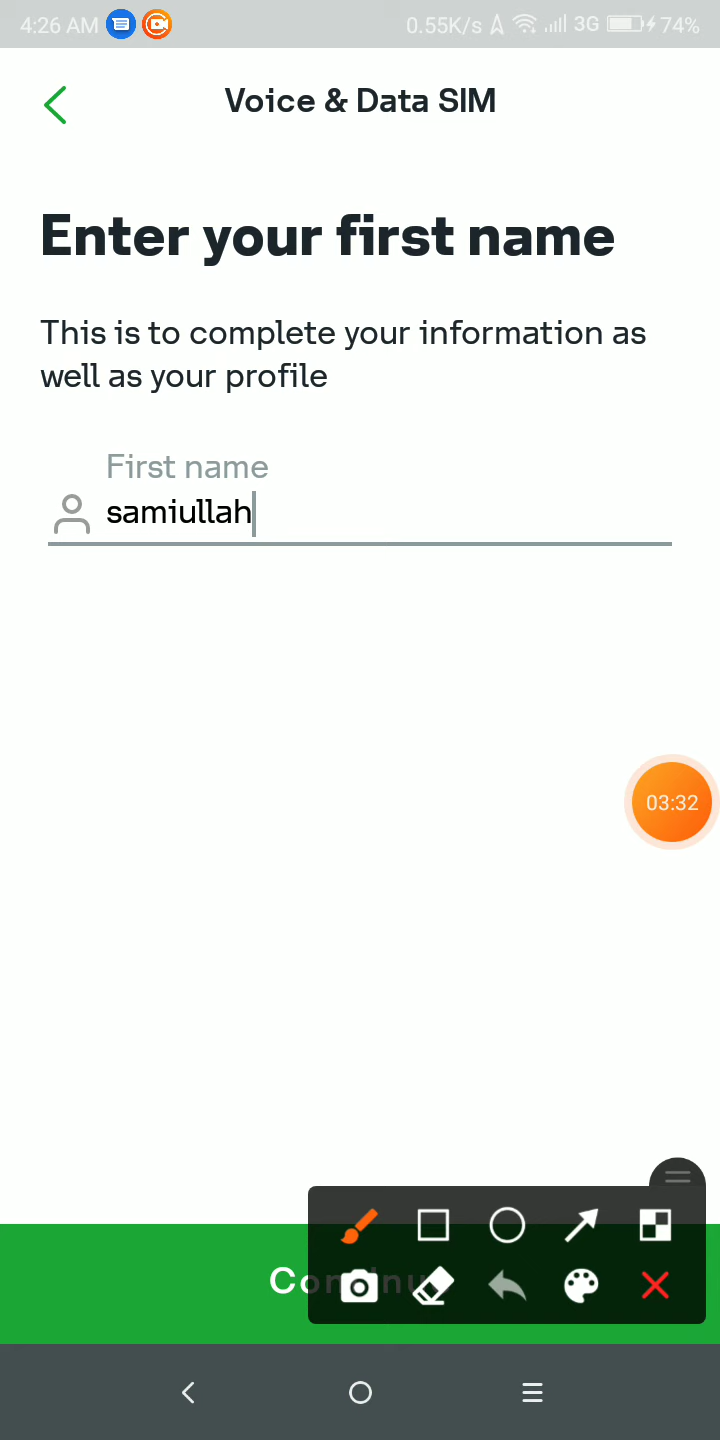 4:26 AM
0.55K/s
3G
74%
Voice & Data SIM
Enter your first name
This is to complete your information as
well as your profile
First name
samiullah
03:32